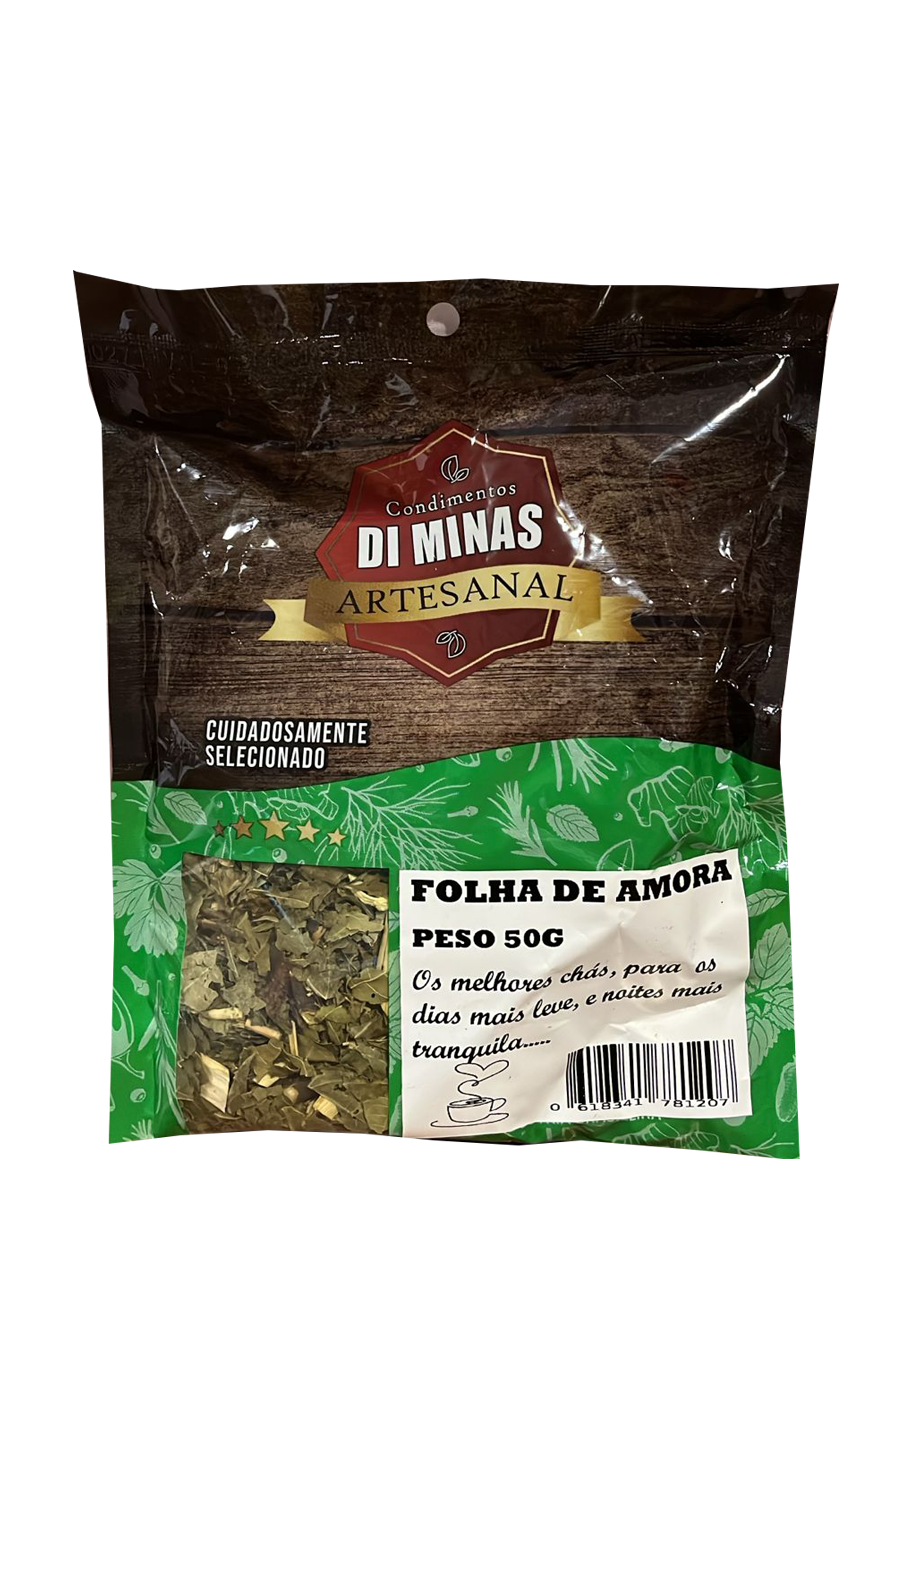 Condimentos
DI MINAS
ARTESANAL
CUIDADOSAMENTE
SELECIONADO
FOLHA DE AMORA
PESO 50G
Os melhores chás, para os
dias mais leve, e noites mais
tranquila.....
0 618341 781207